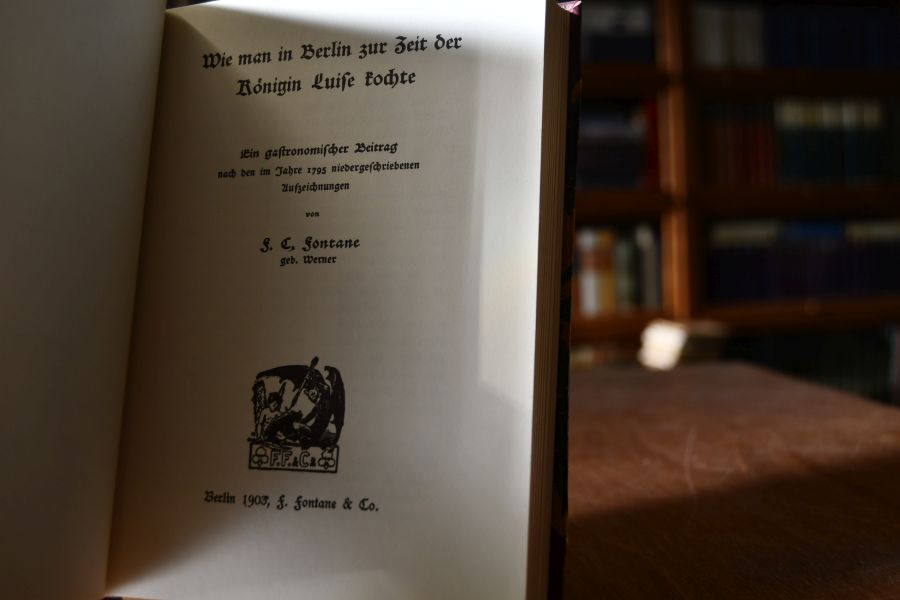 Wie man in Berlin zur Zeit der
Königin Luiſe kochte
Ein gaſtronomiſcher Beitrag
nach den im Jahre 1795 niedergeſchriebenen
Aufzeichnungen
von
F. C. Fontane
geb. Werner
F.F. & Co
Berlin 1903, F. Fontane & Co.